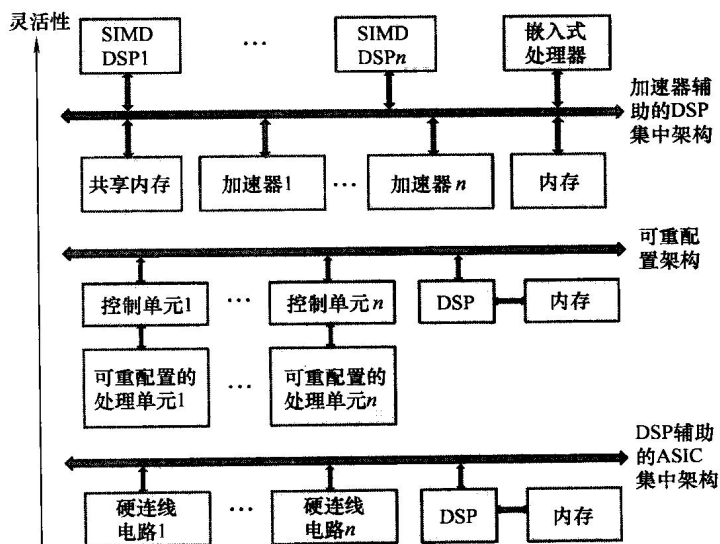 灵活性
SIMD
DSP1
…
SIMD
DSPn
嵌入式
处理器
加速器辅
助的DSP
集中架构
共享内存
加速器1
…
加速器n
内存
可重配
置架构
控制单元1
…
控制单元n
DSP
内存
可重配置的
处理单元1
…
可重配置的
处理单元n
DSP辅助
的ASIC
集中架构
硬连线
电路1
…
硬连线
电路n
DSP
内存